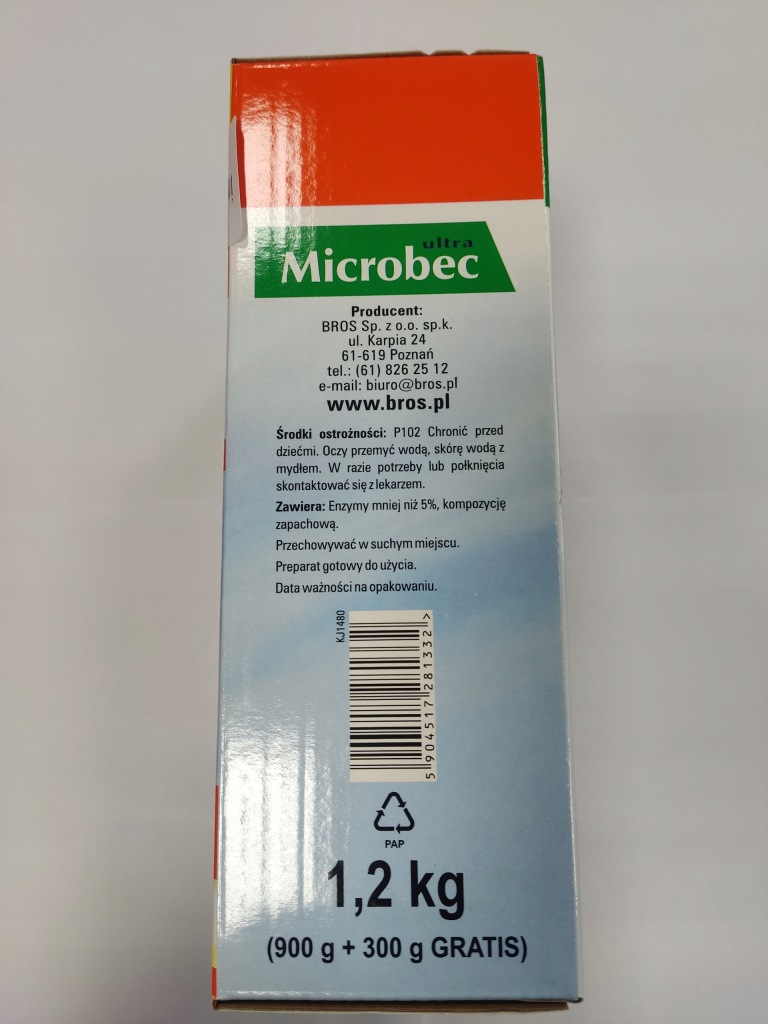 ultra
Microbec
Producent:
BROS Sp. z o.o. sp.k.
ul. Karpia 24
61-619 Poznań
tel.: (61) 826 25 12
e-mail: biuro@bros.pl
www.bros.pl
Środki ostrożności: P102 Chronić przed
dziećmi. Oczy przemyć wodą, skórę wodą z
mydłem. W razie potrzeby lub połknięcia
skontaktować się z lekarzem.
Zawiera: Enzymy mniej niż 5%, kompozycję
zapachową.
Przechowywać w suchym miejscu.
Preparat gotowy do użycia.
Data ważności na opakowaniu.
KJ1480
5 904517 281332 >
PAP
1,2 kg
(900 g + 300 g GRATIS)